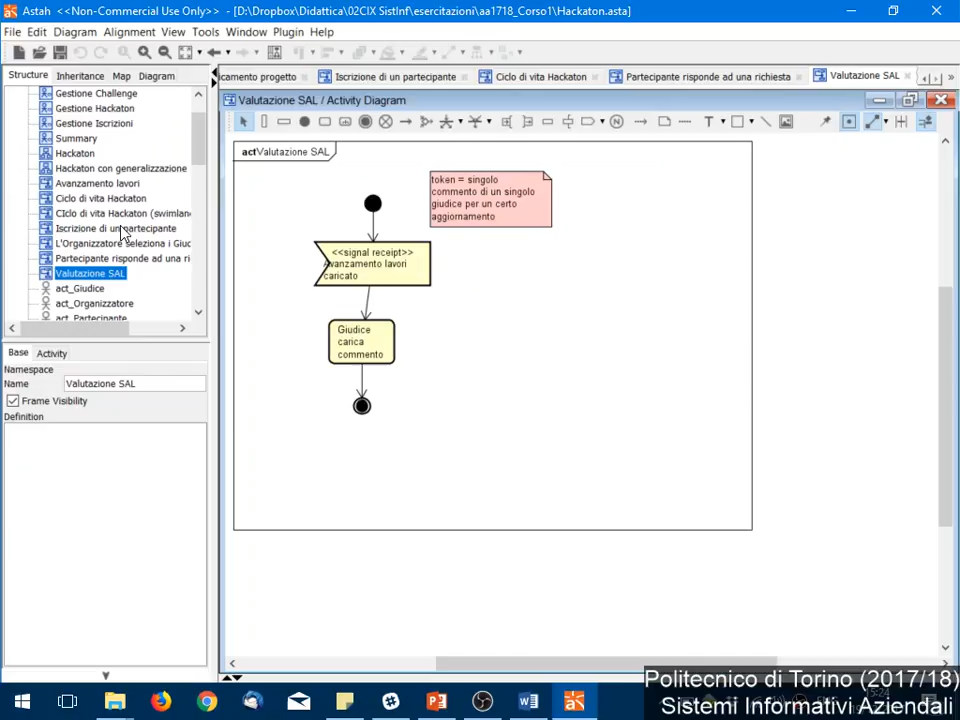 Astah <<Non-Commercial Use Only>> - [D:\Dropbox\Didattica\02CIX SistInf\esercitazioni\aa1718_Corso1\Hackaton.asta]
File Edit Diagram Alignment View Tools Window Plugin Help
Structure Inheritance Map Diagram
camento progetto Iscrizione di un partecipante Ciclo di vita Hackaton Partecipante risponde ad una richiesta Valutazione SAL
Gestione Challenge
Gestione Hackaton
Gestione Iscrizioni
Summary
Hackaton
Hackaton con generalizzazione
Avanzamento lavori
Ciclo di vita Hackaton
CIclo di vita Hackaton (swimlan
Iscrizione di un partecipante
L'Organizzatore seleziona i Giuc
Partecipante risponde ad una ri
Valutazione SAL
act_Giudice
act_Organizzatore
act_Partecipante
Base Activity
Namespace
Name Valutazione SAL
Frame Visibility
Definition
Valutazione SAL / Activity Diagram
T N
act Valutazione SAL
token = singolo
commento di un singolo
giudice per un certo
aggiornamento
<<signal receipt>>
Avanzamento lavori
caricato
Giudice
carica
commento
Politecnico di Torino (2017/18)
Sistemi Informativi Aziendali